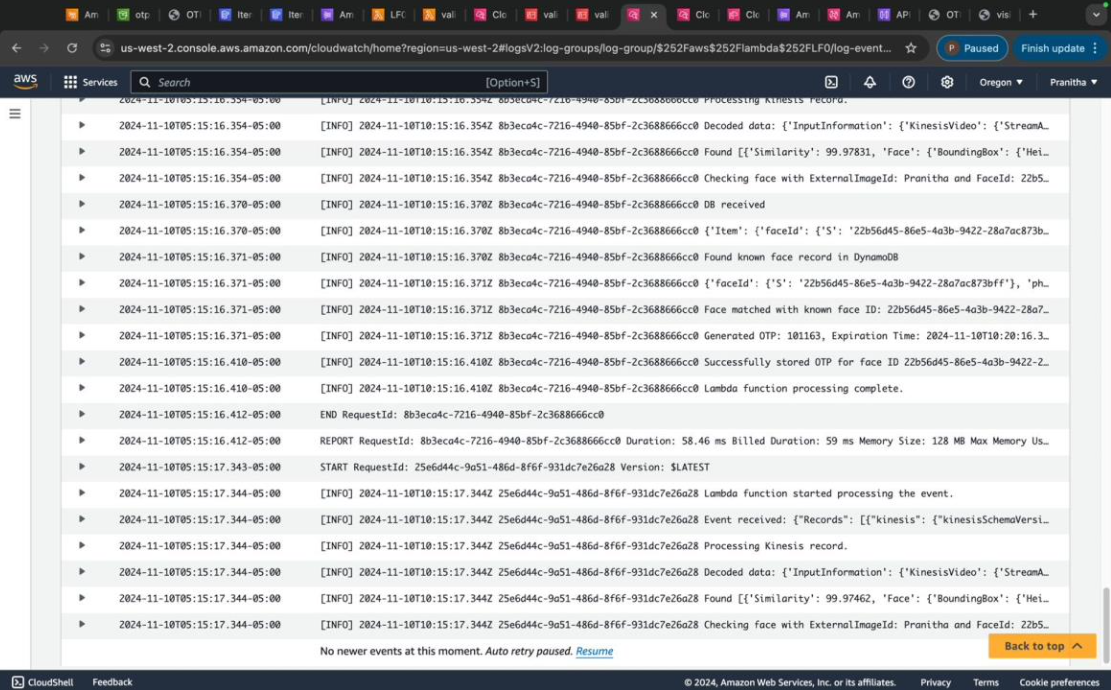 Am
otp
OTI
Iter
Iter
Am
LFC
vali
Clo
vali
vali
Clo
Clo
Am
Am
API
OT
visi
us-west-2.console.aws.amazon.com/cloudwatch/home?region=us-west-2#logsV2:log-groups/log-group/$252Faws$252Flambda$252FLF0/log-event...
P Paused
Finish update
aws
Services
Search [Option+S]
Oregon
Pranitha
2024-11-10T05:15:16.354-05:00 [INFO] 2024-11-10T10:15:16.354Z 8b3eca4c-7216-4940-85bf-2c3688666cc0 Processing Kinesis record.
2024-11-10T05:15:16.354-05:00 [INFO] 2024-11-10T10:15:16.354Z 8b3eca4c-7216-4940-85bf-2c3688666cc0 Decoded data: {'InputInformation': {'KinesisVideo': {'StreamA…
2024-11-10T05:15:16.354-05:00 [INFO] 2024-11-10T10:15:16.354Z 8b3eca4c-7216-4940-85bf-2c3688666cc0 Found [{'Similarity': 99.97831, 'Face': {'BoundingBox': {'Hei…
2024-11-10T05:15:16.354-05:00 [INFO] 2024-11-10T10:15:16.354Z 8b3eca4c-7216-4940-85bf-2c3688666cc0 Checking face with ExternalImageId: Pranitha and FaceId: 22b5…
2024-11-10T05:15:16.370-05:00 [INFO] 2024-11-10T10:15:16.370Z 8b3eca4c-7216-4940-85bf-2c3688666cc0 DB received
2024-11-10T05:15:16.370-05:00 [INFO] 2024-11-10T10:15:16.370Z 8b3eca4c-7216-4940-85bf-2c3688666cc0 {'Item': {'faceId': {'S': '22b56d45-86e5-4a3b-9422-28a7ac873b…
2024-11-10T05:15:16.371-05:00 [INFO] 2024-11-10T10:15:16.370Z 8b3eca4c-7216-4940-85bf-2c3688666cc0 Found known face record in DynamoDB
2024-11-10T05:15:16.371-05:00 [INFO] 2024-11-10T10:15:16.371Z 8b3eca4c-7216-4940-85bf-2c3688666cc0 {'faceId': {'S': '22b56d45-86e5-4a3b-9422-28a7ac873bff'}, 'ph…
2024-11-10T05:15:16.371-05:00 [INFO] 2024-11-10T10:15:16.371Z 8b3eca4c-7216-4940-85bf-2c3688666cc0 Face matched with known face ID: 22b56d45-86e5-4a3b-9422-28a7…
2024-11-10T05:15:16.371-05:00 [INFO] 2024-11-10T10:15:16.371Z 8b3eca4c-7216-4940-85bf-2c3688666cc0 Generated OTP: 101163, Expiration Time: 2024-11-10T10:20:16.3…
2024-11-10T05:15:16.410-05:00 [INFO] 2024-11-10T10:15:16.410Z 8b3eca4c-7216-4940-85bf-2c3688666cc0 Successfully stored OTP for face ID 22b56d45-86e5-4a3b-9422-2…
2024-11-10T05:15:16.410-05:00 [INFO] 2024-11-10T10:15:16.410Z 8b3eca4c-7216-4940-85bf-2c3688666cc0 Lambda function processing complete.
2024-11-10T05:15:16.412-05:00 END RequestId: 8b3eca4c-7216-4940-85bf-2c3688666cc0
2024-11-10T05:15:16.412-05:00 REPORT RequestId: 8b3eca4c-7216-4940-85bf-2c3688666cc0 Duration: 58.46 ms Billed Duration: 59 ms Memory Size: 128 MB Max Memory Us…
2024-11-10T05:15:17.343-05:00 START RequestId: 25e6d44c-9a51-486d-8f6f-931dc7e26a28 Version: $LATEST
2024-11-10T05:15:17.344-05:00 [INFO] 2024-11-10T10:15:17.344Z 25e6d44c-9a51-486d-8f6f-931dc7e26a28 Lambda function started processing the event.
2024-11-10T05:15:17.344-05:00 [INFO] 2024-11-10T10:15:17.344Z 25e6d44c-9a51-486d-8f6f-931dc7e26a28 Event received: {"Records": [{"kinesis": {"kinesisSchemaVersi…
2024-11-10T05:15:17.344-05:00 [INFO] 2024-11-10T10:15:17.344Z 25e6d44c-9a51-486d-8f6f-931dc7e26a28 Processing Kinesis record.
2024-11-10T05:15:17.344-05:00 [INFO] 2024-11-10T10:15:17.344Z 25e6d44c-9a51-486d-8f6f-931dc7e26a28 Decoded data: {'InputInformation': {'KinesisVideo': {'StreamA…
2024-11-10T05:15:17.344-05:00 [INFO] 2024-11-10T10:15:17.344Z 25e6d44c-9a51-486d-8f6f-931dc7e26a28 Found [{'Similarity': 99.97462, 'Face': {'BoundingBox': {'Hei…
2024-11-10T05:15:17.344-05:00 [INFO] 2024-11-10T10:15:17.344Z 25e6d44c-9a51-486d-8f6f-931dc7e26a28 Checking face with ExternalImageId: Pranitha and FaceId: 22b5…
No newer events at this moment. Auto retry paused. Resume
Back to top
CloudShell Feedback © 2024, Amazon Web Services, Inc. or its affiliates. Privacy Terms Cookie preferences